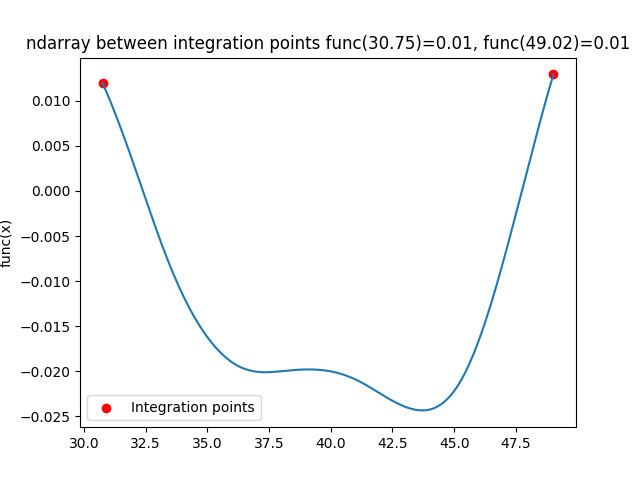 ndarray between integration points func(30.75)=0.01, func(49.02)=0.01
func(x)
0.010
0.005
0.000
−0.005
−0.010
−0.015
−0.020
−0.025
Integration points
30.0 32.5 35.0 37.5 40.0 42.5 45.0 47.5